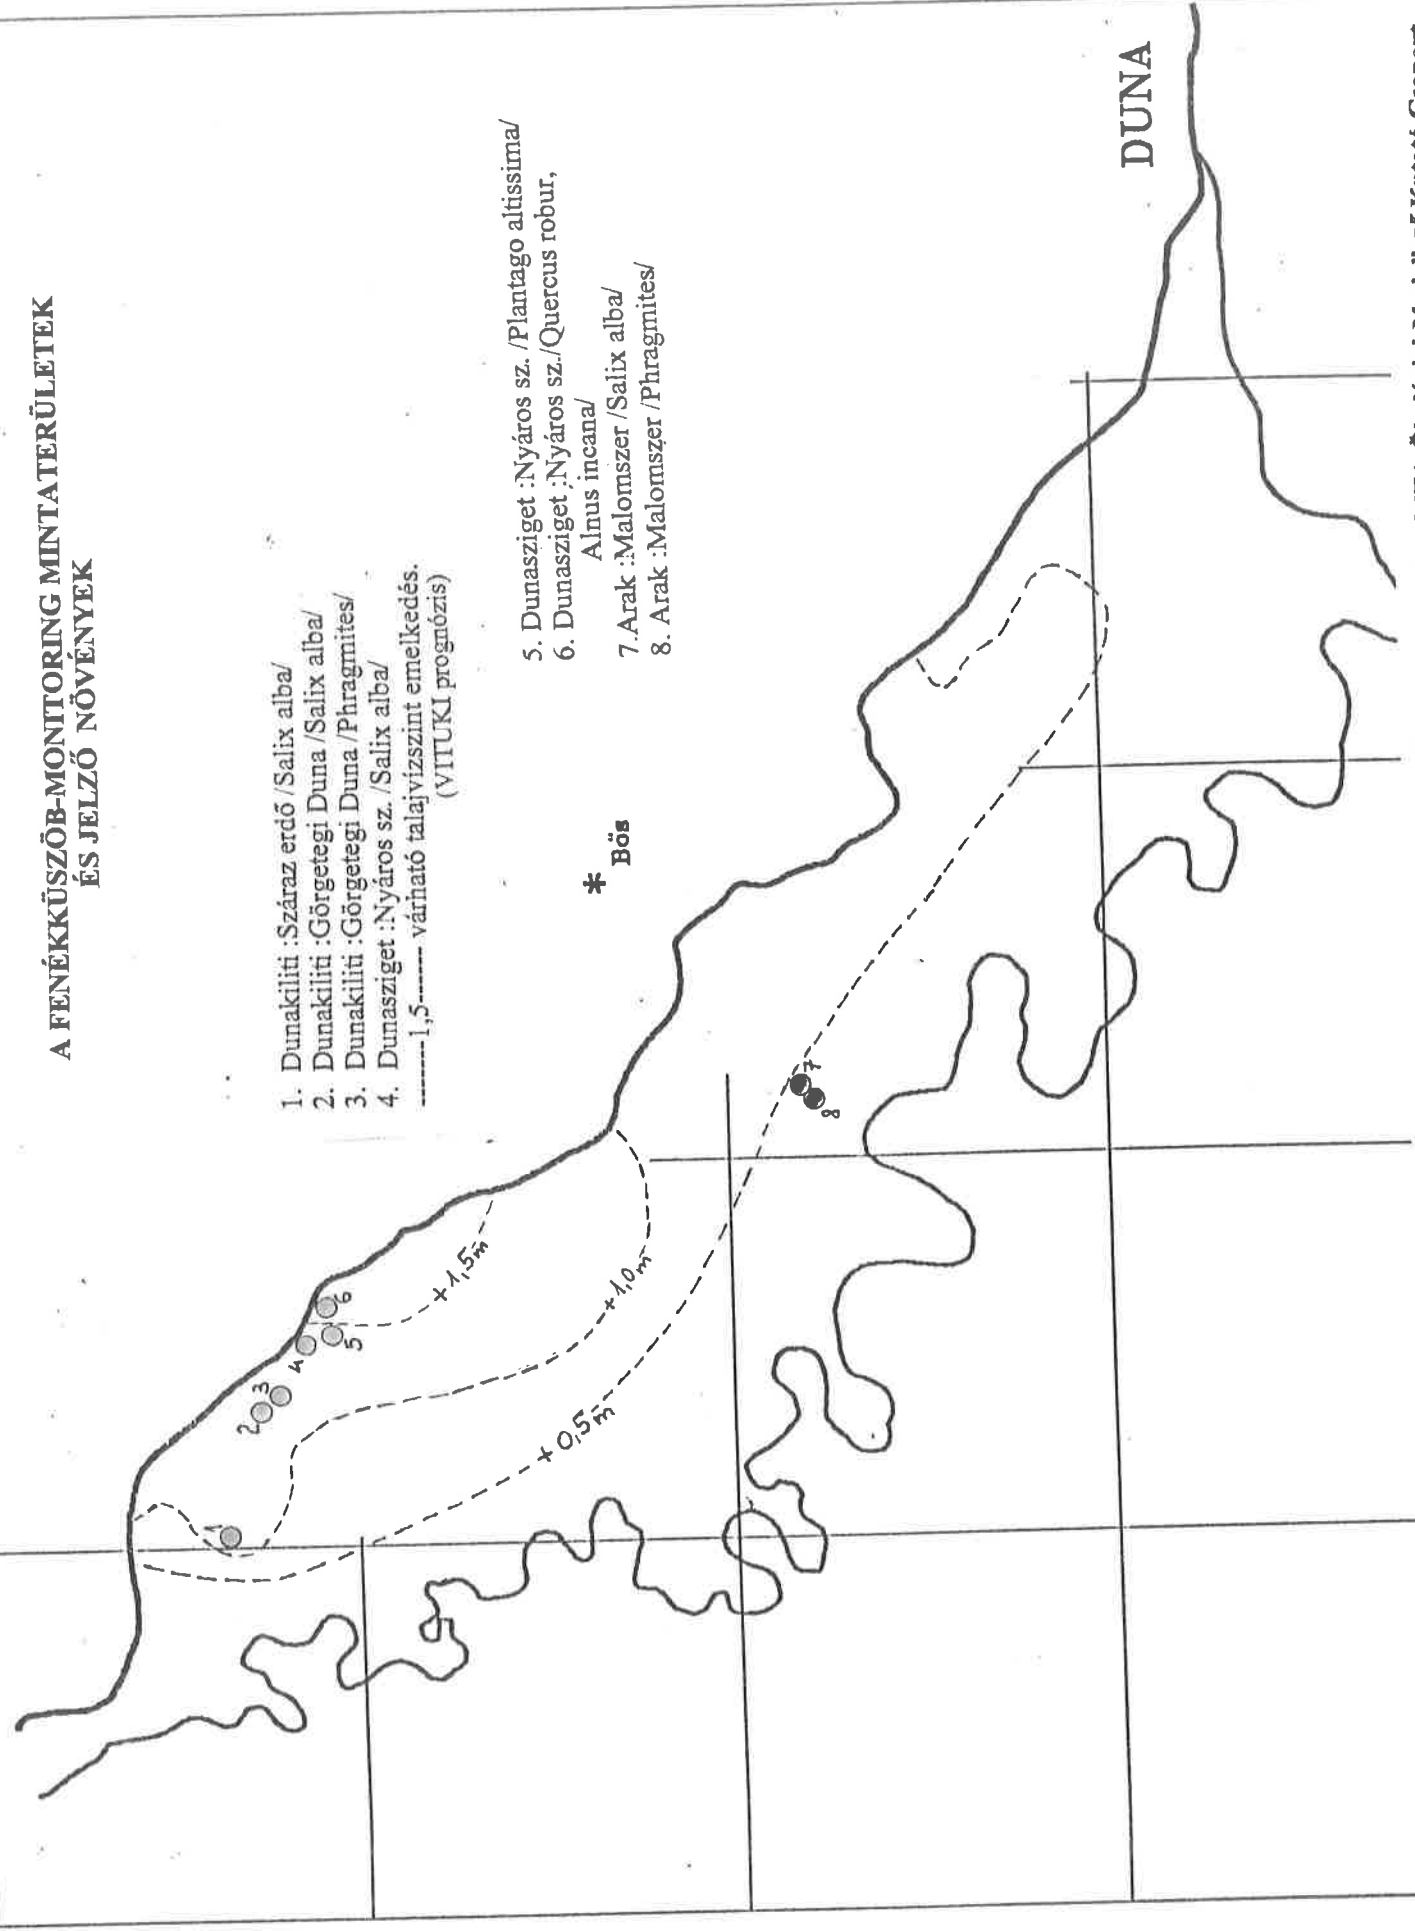 A FENÉKKÜSZÖB-MONITORING MINTATERÜLETEK
ÉS JELZŐ NÖVÉNYEK
1. Dunakiliti :Száraz erdő /Salix alba/
2. Dunakiliti :Görgetegi Duna /Salix alba/
3. Dunakiliti :Görgetegi Duna /Phragmites/
4. Dunasziget :Nyáros sz. /Salix alba/
-------1,5------ várható talajvízszint emelkedés.
(VITUKI prognózis)
5. Dunasziget :Nyáros sz. /Plantago altissima/
6. Dunasziget :Nyáros sz./Quercus robur,
Alnus incana/
7.Arak :Malomszer /Salix alba/
8. Arak :Malomszer /Phragmites/
* Bős
DUNA
1
2
3
4
5
6
7
8
+1,5m
+1,0m
+ 0,5m